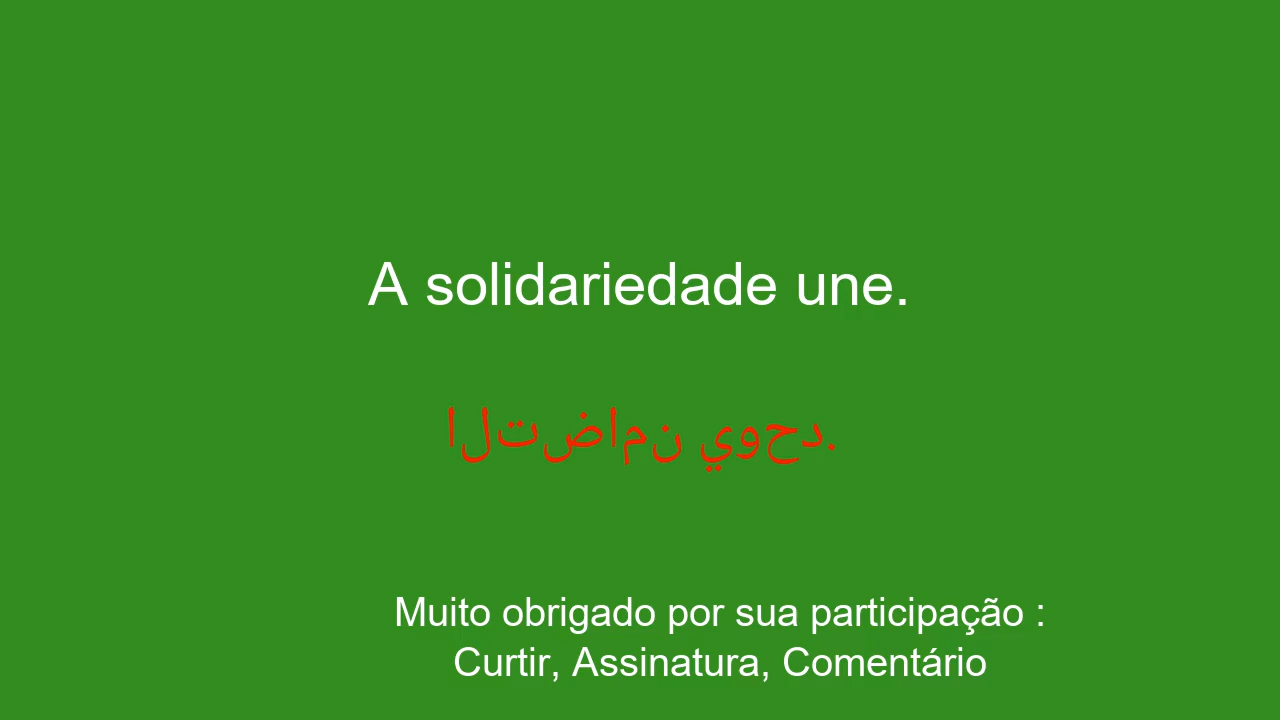 A solidariedade une.
التضامن يوحد.
Muito obrigado por sua participação :
Curtir, Assinatura, Comentário